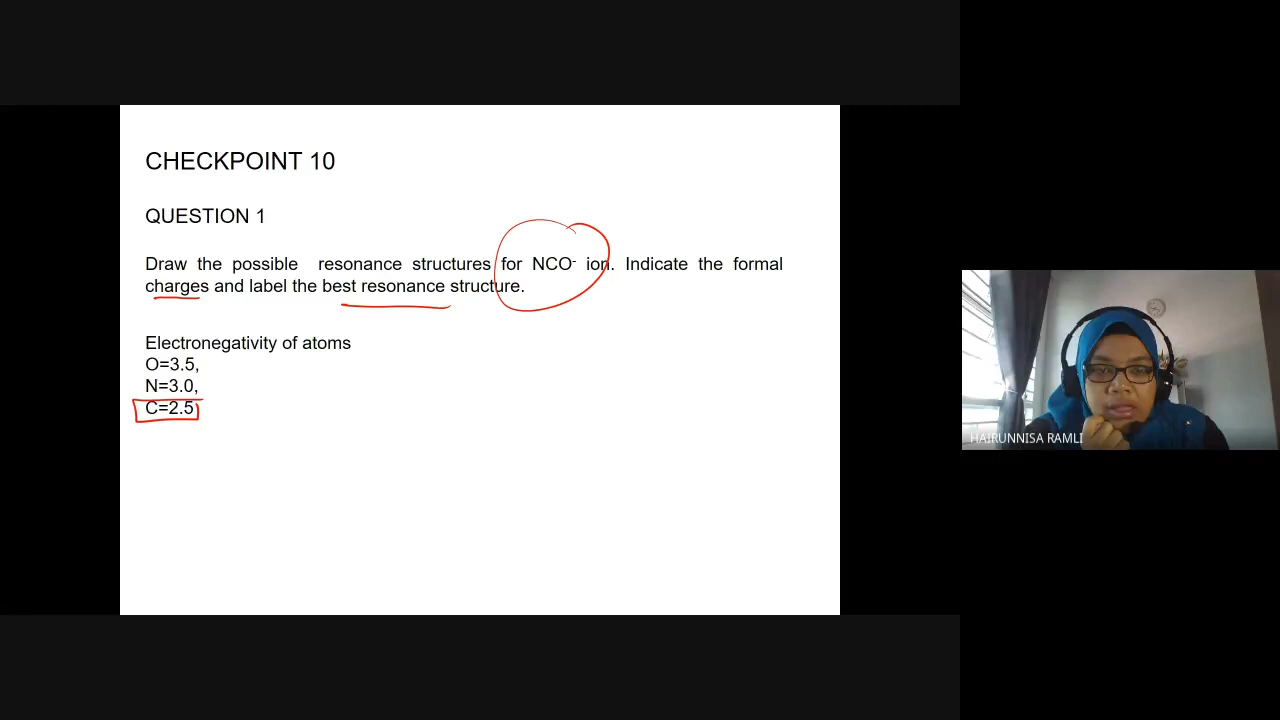 CHECKPOINT 10
QUESTION 1
Draw the possible resonance structures for NCO⁻ ion. Indicate the formal
charges and label the best resonance structure.
Electronegativity of atoms
O=3.5,
N=3.0,
C=2.5
HAIRUNNISA RAMLI